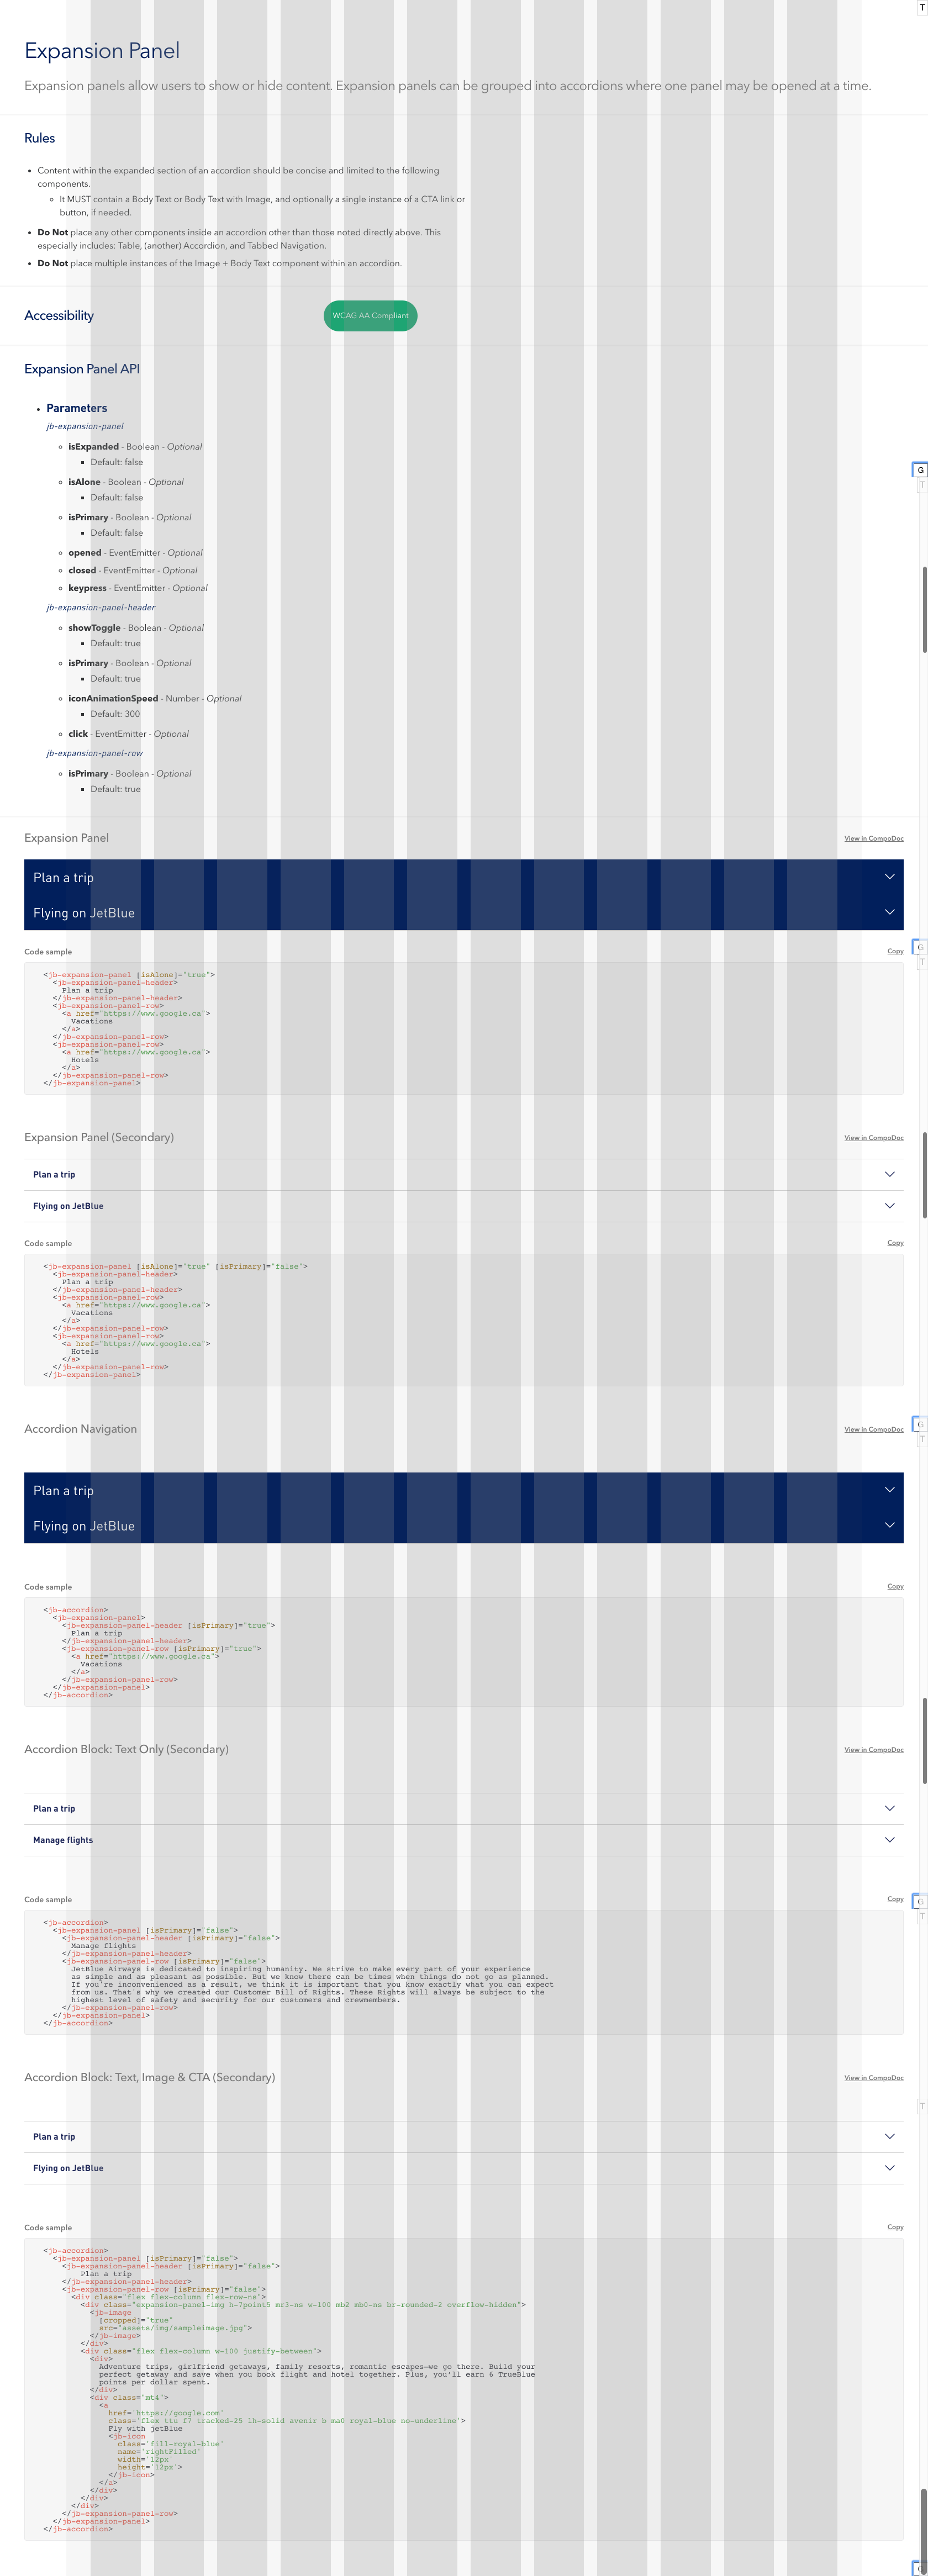 T
Expansion Panel
Expansion panels allow users to show or hide content. Expansion panels can be grouped into accordions where one panel may be opened at a time.
Rules
• Content within the expanded section of an accordion should be concise and limited to the following
components.
It MUST contain a Body Text or Body Text with Image, and optionally a single instance of a CTA link or
button, if needed.
• Do Not place any other components inside an accordion other than those noted directly above. This
especially includes: Table, (another) Accordion, and Tabbed Navigation.
• Do Not place multiple instances of the Image + Body Text component within an accordion.
Accessibility
WCAG AA Compliant
Expansion Panel API
• Parameters
jb-expansion-panel
isExpanded - Boolean - Optional
Default: false
isAlone - Boolean - Optional
Default: false
G
T
isPrimary - Boolean - Optional
Default: false
opened - EventEmitter - Optional
closed - EventEmitter - Optional
keypress - EventEmitter - Optional
jb-expansion-panel-header
showToggle - Boolean - Optional
Default: true
isPrimary - Boolean - Optional
Default: true
iconAnimationSpeed - Number - Optional
Default: 300
click - EventEmitter - Optional
jb-expansion-panel-row
isPrimary - Boolean - Optional
Default: true
Expansion Panel
View in CompoDoc
Plan a trip
Flying on JetBlue
Code sample
Copy
G
T
<jb-expansion-panel [isAlone]="true">
<jb-expansion-panel-header>
Plan a trip
</jb-expansion-panel-header>
<jb-expansion-panel-row>
<a href="https://www.google.ca">
Vacations
</a>
</jb-expansion-panel-row>
<jb-expansion-panel-row>
<a href="https://www.google.ca">
Hotels
</a>
</jb-expansion-panel-row>
</jb-expansion-panel>
Expansion Panel (Secondary)
View in CompoDoc
Plan a trip
Flying on JetBlue
Code sample
Copy
<jb-expansion-panel [isAlone]="true" [isPrimary]="false">
<jb-expansion-panel-header>
Plan a trip
</jb-expansion-panel-header>
<jb-expansion-panel-row>
<a href="https://www.google.ca">
Vacations
</a>
</jb-expansion-panel-row>
<jb-expansion-panel-row>
<a href="https://www.google.ca">
Hotels
</a>
</jb-expansion-panel-row>
</jb-expansion-panel>
Accordion Navigation
View in CompoDoc
G
T
Plan a trip
Flying on JetBlue
Code sample
Copy
<jb-accordion>
<jb-expansion-panel>
<jb-expansion-panel-header [isPrimary]="true">
Plan a trip
</jb-expansion-panel-header>
<jb-expansion-panel-row [isPrimary]="true">
<a href="https://www.google.ca">
Vacations
</a>
</jb-expansion-panel-row>
</jb-expansion-panel>
</jb-accordion>
Accordion Block: Text Only (Secondary)
View in CompoDoc
Plan a trip
Manage flights
Code sample
Copy
G
T
<jb-accordion>
<jb-expansion-panel [isPrimary]="false">
<jb-expansion-panel-header [isPrimary]="false">
Manage flights
</jb-expansion-panel-header>
<jb-expansion-panel-row [isPrimary]="false">
JetBlue Airways is dedicated to inspiring humanity. We strive to make every part of your experience
as simple and as pleasant as possible. But we know there can be times when things do not go as planned.
If you're inconvenienced as a result, we think it is important that you know exactly what you can expect
from us. That's why we created our Customer Bill of Rights. These Rights will always be subject to the
highest level of safety and security for our customers and crewmembers.
</jb-expansion-panel-row>
</jb-expansion-panel>
</jb-accordion>
Accordion Block: Text, Image & CTA (Secondary)
View in CompoDoc
T
Plan a trip
Flying on JetBlue
Code sample
Copy
<jb-accordion>
<jb-expansion-panel [isPrimary]="false">
<jb-expansion-panel-header [isPrimary]="false">
Plan a trip
</jb-expansion-panel-header>
<jb-expansion-panel-row [isPrimary]="false">
<div class="flex flex-column flex-row-ns">
<div class="expansion-panel-img h-7point5 mr3-ns w-100 mb2 mb0-ns br-rounded-2 overflow-hidden">
<jb-image
[cropped]="true"
src="assets/img/sampleimage.jpg">
</jb-image>
</div>
<div class="flex flex-column w-100 justify-between">
<div>
Adventure trips, girlfriend getaways, family resorts, romantic escapes—we go there. Build your
perfect getaway and save when you book flight and hotel together. Plus, you'll earn 6 TrueBlue
points per dollar spent.
</div>
<div class="mt4">
<a
href='https://google.com'
class='flex ttu f7 tracked-25 lh-solid avenir b ma0 royal-blue no-underline'>
Fly with jetBlue
<jb-icon
class='fill-royal-blue'
name='rightFilled'
width='12px'
height='12px'>
</jb-icon>
</a>
</div>
</div>
</div>
</jb-expansion-panel-row>
</jb-expansion-panel>
</jb-accordion>